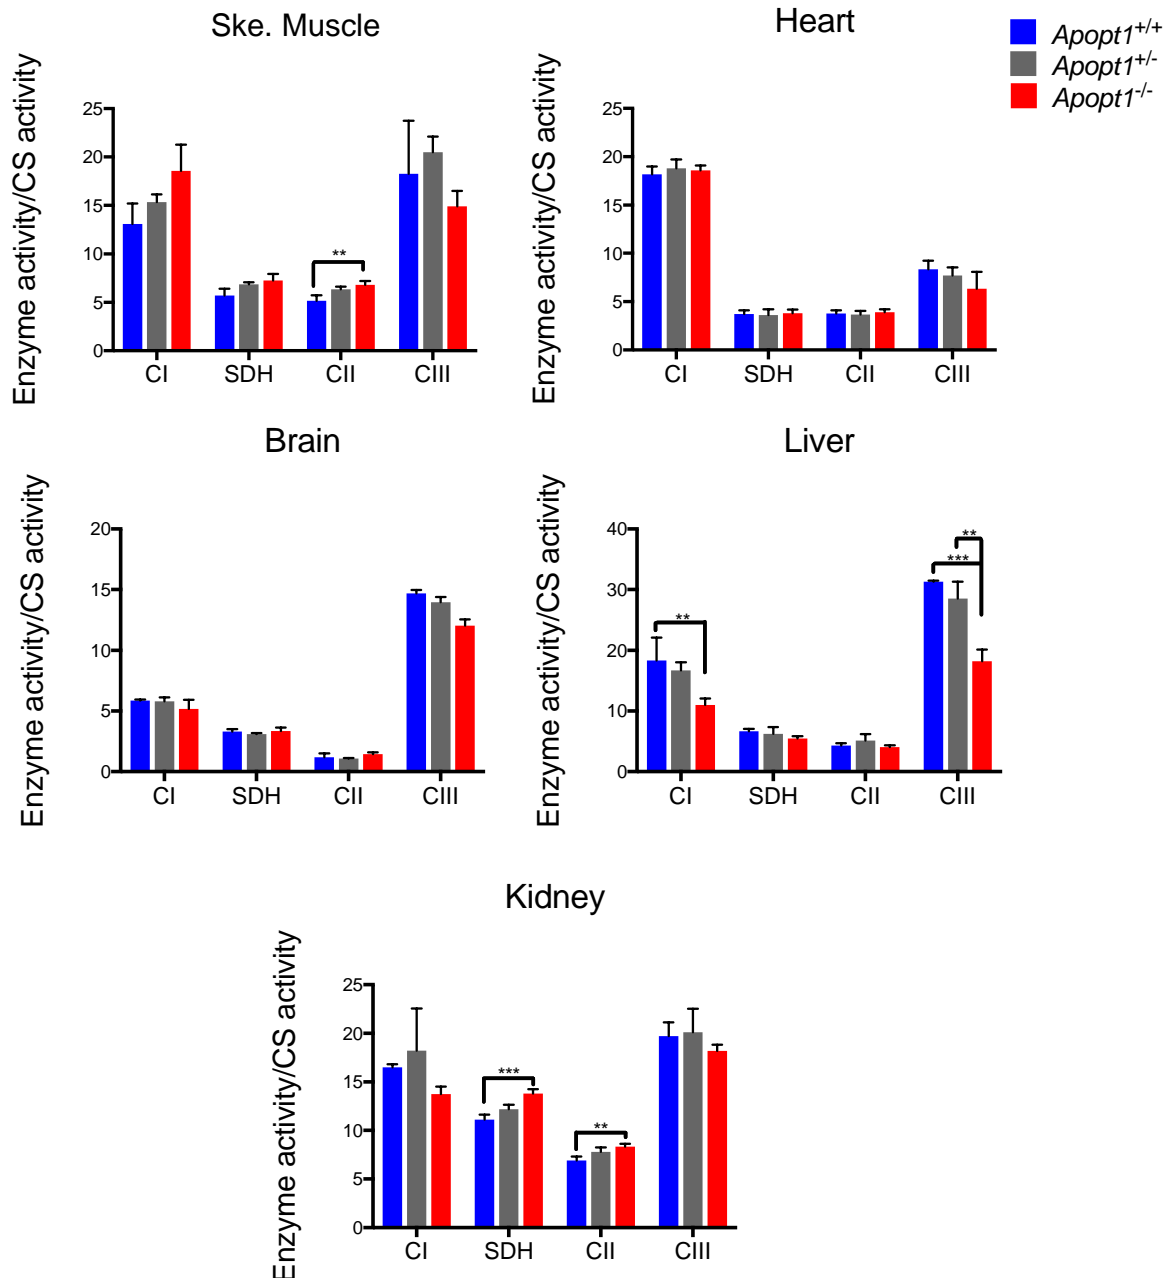 Ske. Muscle
Heart
Apopt1+/+
Apopt1+/-
Apopt1-/-
Enzyme activity/CS activity
25
20
15
10
5
0
**
CI SDH CII CIII
Enzyme activity/CS activity
25
20
15
10
5
0
CI SDH CII CIII
Brain
Enzyme activity/CS activity
20
15
10
5
0
CI SDH CII CIII
Liver
Enzyme activity/CS activity
40
30
20
10
0
**
**
***
CI SDH CII CIII
Kidney
Enzyme activity/CS activity
25
20
15
10
5
0
***
**
CI SDH CII CIII